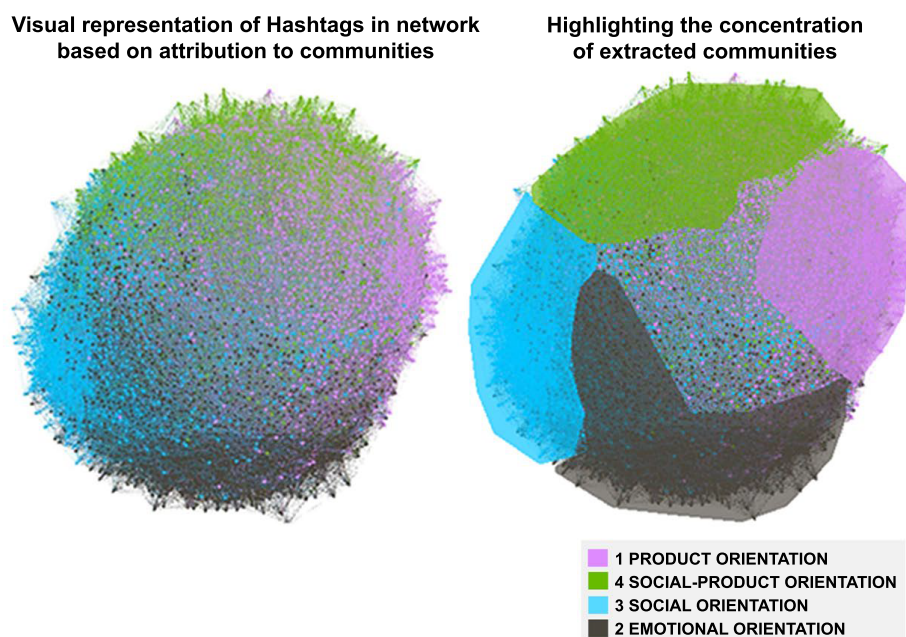 Visual representation of Hashtags in network
based on attribution to communities
Highlighting the concentration
of extracted communities
1 PRODUCT ORIENTATION
4 SOCIAL-PRODUCT ORIENTATION
3 SOCIAL ORIENTATION
2 EMOTIONAL ORIENTATION